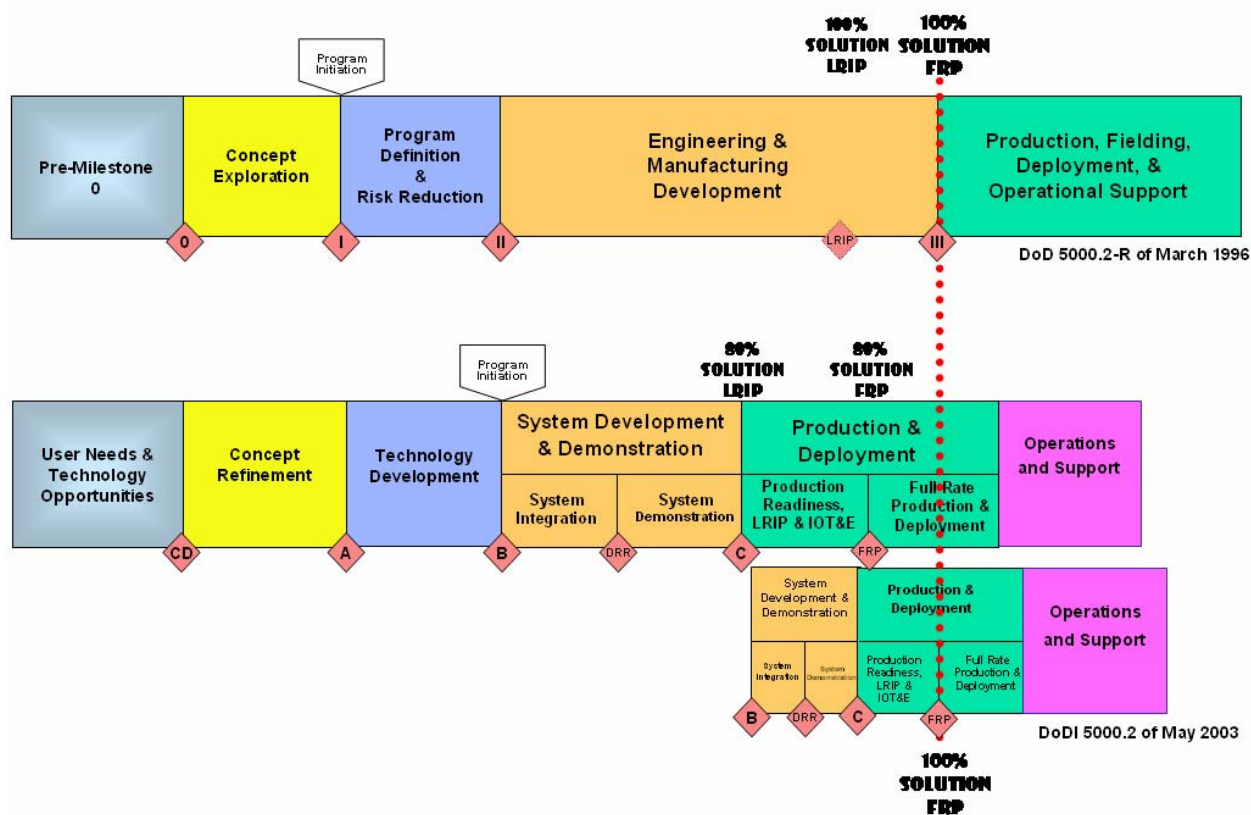 100%
SOLUTION
LRIP
100%
SOLUTION
FRP
Program
Initiation
Pre-Milestone
0
Concept
Exploration
Program
Definition
&
Risk Reduction
Engineering &
Manufacturing
Development
Production, Fielding,
Deployment, &
Operational Support
0
I
II
LRIP
III
DoD 5000.2-R of March 1996
Program
Initiation
80%
SOLUTION
LRIP
80%
SOLUTION
FRP
User Needs &
Technology
Opportunities
Concept
Refinement
Technology
Development
System Development
& Demonstration
System
Integration
System
Demonstration
Production &
Deployment
Production
Readiness,
LRIP & IOT&E
Full Rate
Production &
Deployment
Operations
and Support
CD
A
B
DRR
C
FRP
System
Development &
Demonstration
System
Integration
System
Demonstration
Production &
Deployment
Production
Readiness,
LRIP &
IOT&E
Full Rate
Production &
Deployment
Operations
and Support
B
DRR
C
FRP
DoDI 5000.2 of May 2003
100%
SOLUTION
FRP